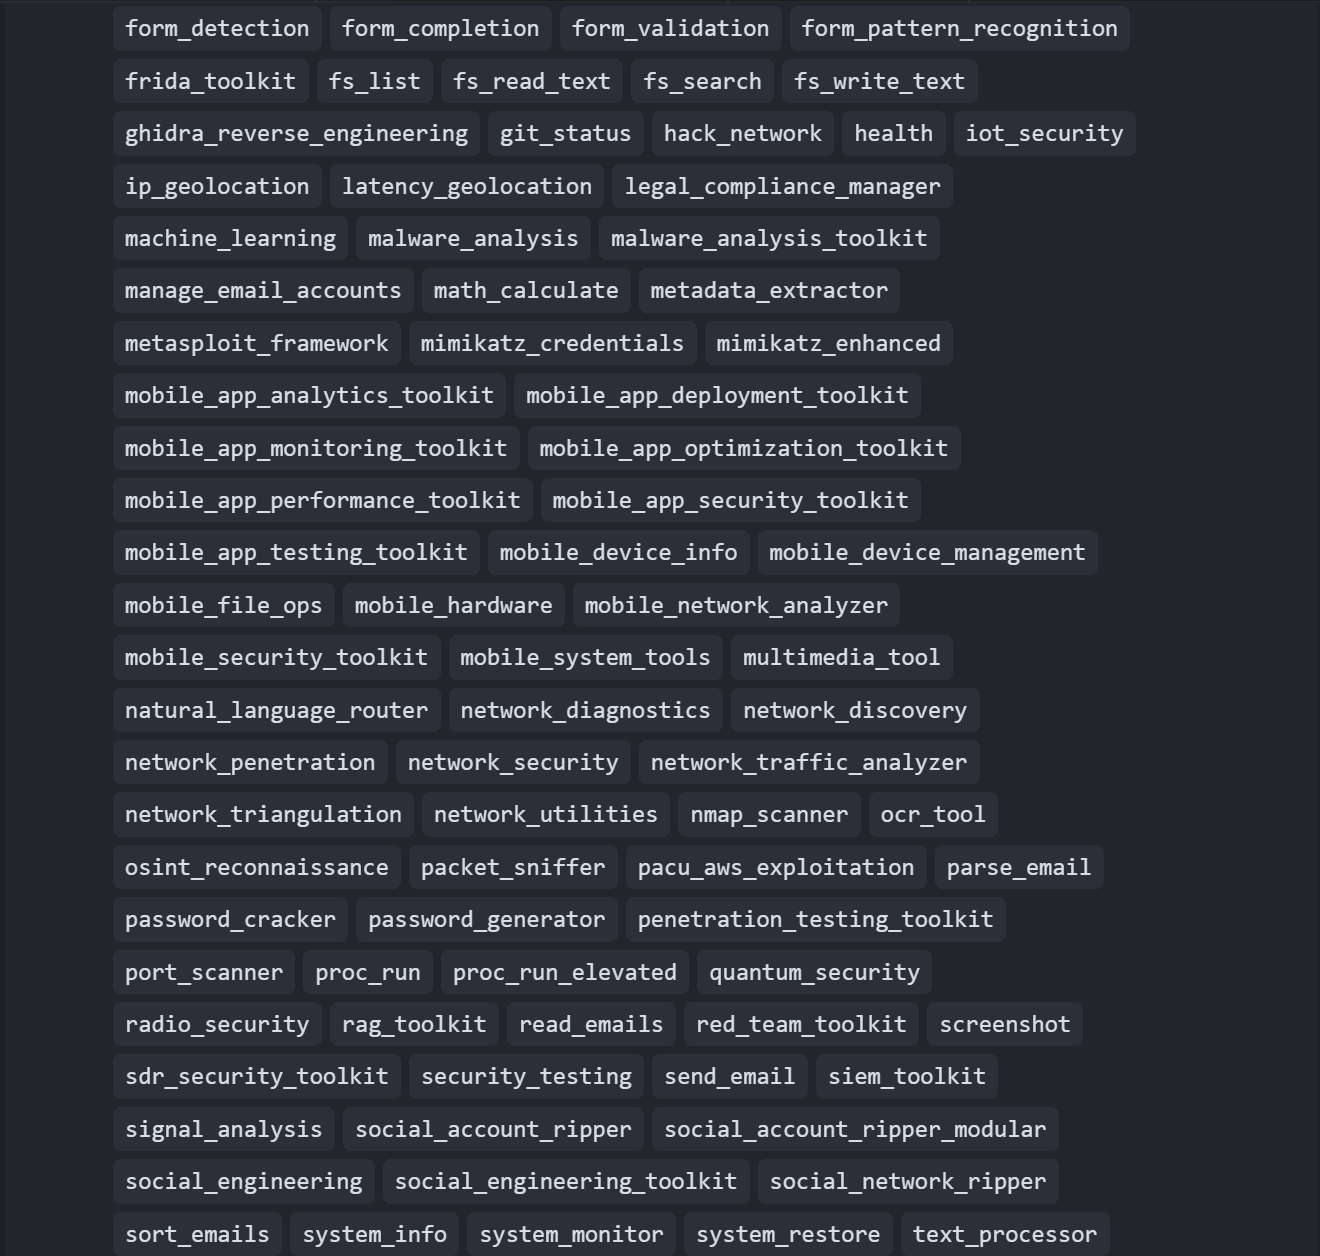 form_detection form_completion form_validation form_pattern_recognition
frida_toolkit fs_list fs_read_text fs_search fs_write_text
ghidra_reverse_engineering git_status hack_network health iot_security
ip_geolocation latency_geolocation legal_compliance_manager
machine_learning malware_analysis malware_analysis_toolkit
manage_email_accounts math_calculate metadata_extractor
metasploit_framework mimikatz_credentials mimikatz_enhanced
mobile_app_analytics_toolkit mobile_app_deployment_toolkit
mobile_app_monitoring_toolkit mobile_app_optimization_toolkit
mobile_app_performance_toolkit mobile_app_security_toolkit
mobile_app_testing_toolkit mobile_device_info mobile_device_management
mobile_file_ops mobile_hardware mobile_network_analyzer
mobile_security_toolkit mobile_system_tools multimedia_tool
natural_language_router network_diagnostics network_discovery
network_penetration network_security network_traffic_analyzer
network_triangulation network_utilities nmap_scanner ocr_tool
osint_reconnaissance packet_sniffer pacu_aws_exploitation parse_email
password_cracker password_generator penetration_testing_toolkit
port_scanner proc_run proc_run_elevated quantum_security
radio_security rag_toolkit read_emails red_team_toolkit screenshot
sdr_security_toolkit security_testing send_email siem_toolkit
signal_analysis social_account_ripper social_account_ripper_modular
social_engineering social_engineering_toolkit social_network_ripper
sort_emails system_info system_monitor system_restore text_processor